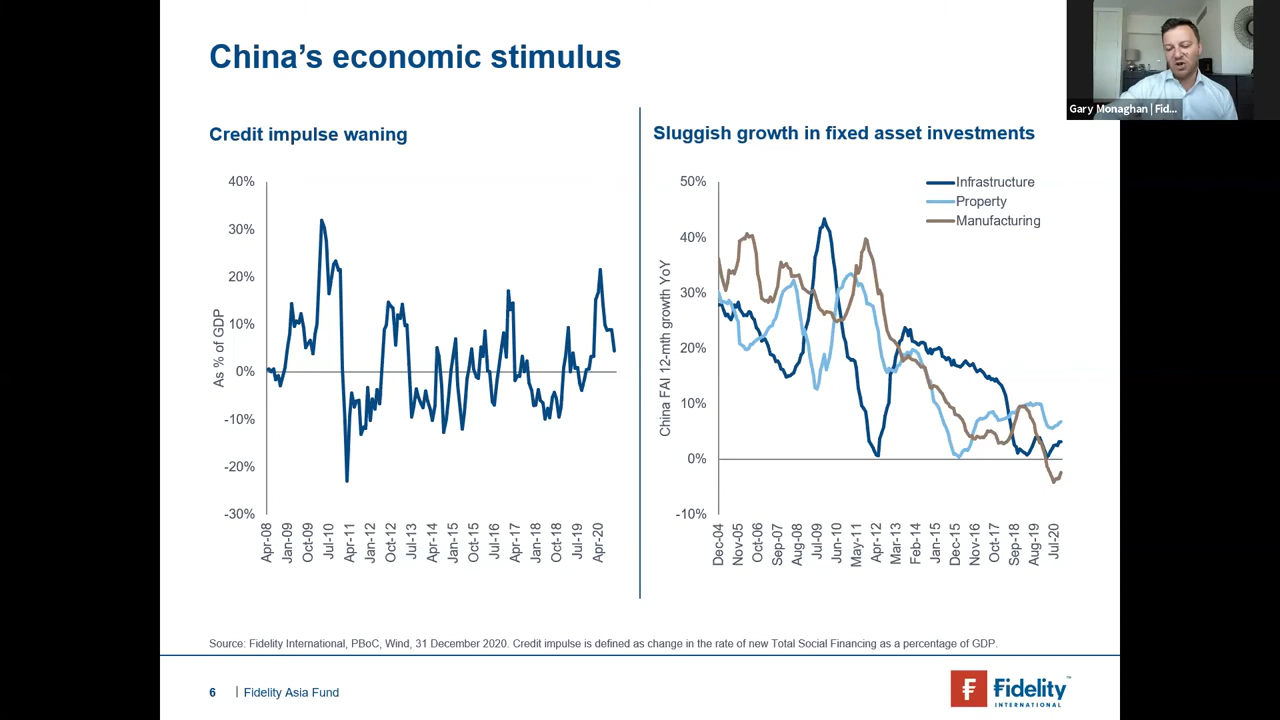 China’s economic stimulus
Gary Monaghan | Fid...
Credit impulse waning
As % of GDP
40%
30%
20%
10%
0%
-10%
-20%
-30%
Apr-08
Jan-09
Oct-09
Jul-10
Apr-11
Jan-12
Oct-12
Jul-13
Apr-14
Jan-15
Oct-15
Jul-16
Apr-17
Jan-18
Oct-18
Jul-19
Apr-20
Sluggish growth in fixed asset investments
Infrastructure
Property
Manufacturing
China FAI 12-mth growth YoY
50%
40%
30%
20%
10%
0%
-10%
Dec-04
Nov-05
Oct-06
Sep-07
Aug-08
Jul-09
Jun-10
May-11
Apr-12
Mar-13
Feb-14
Jan-15
Dec-15
Nov-16
Oct-17
Sep-18
Aug-19
Jul-20
Source: Fidelity International, PBoC, Wind, 31 December 2020. Credit impulse is defined as change in the rate of new Total Social Financing as a percentage of GDP.
6 | Fidelity Asia Fund
Fidelity™
INTERNATIONAL